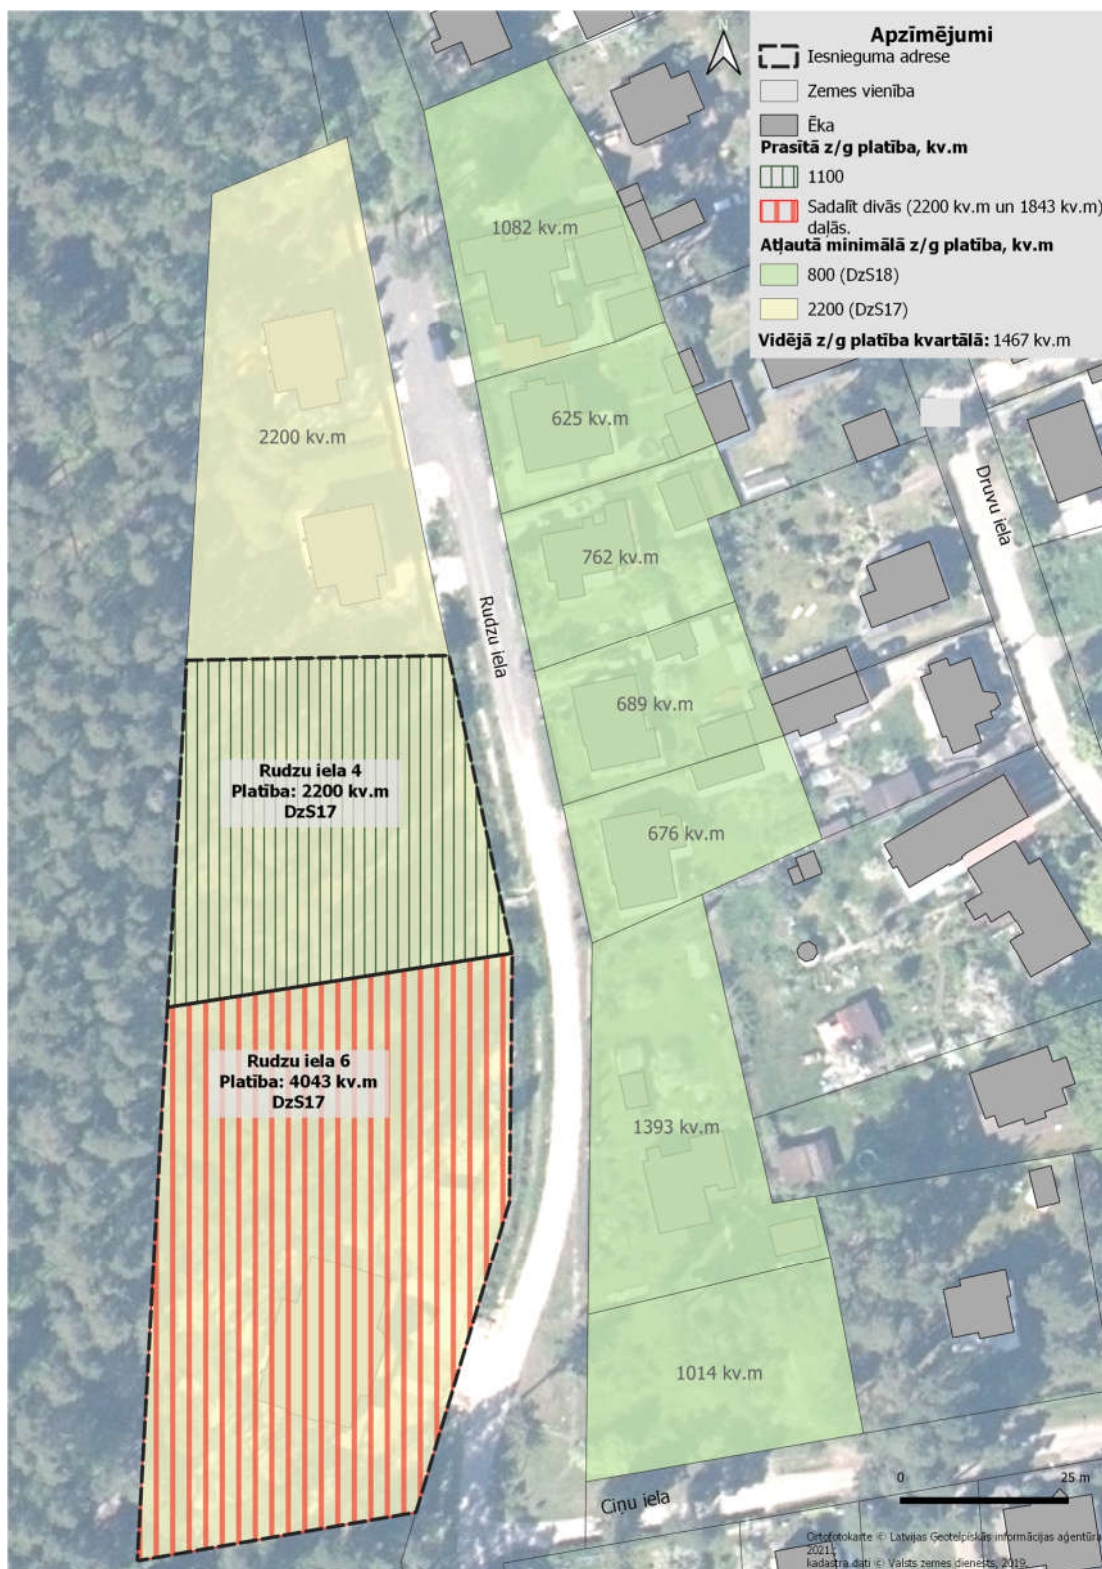 N
Apzīmējumi
Iesnieguma adrese
Zemes vienība
Ēka
Prasītā z/g platība, kv.m
1100
Sadalīt divās (2200 kv.m un 1843 kv.m)
daļās.
Atļautā minimālā z/g platība, kv.m
800 (DzS18)
2200 (DzS17)
Vidējā z/g platība kvartālā: 1467 kv.m
1082 kv.m
625 kv.m
2200 kv.m
Druvu iela
762 kv.m
Rudzu iela
689 kv.m
Rudzu iela 4
Platība: 2200 kv.m
DzS17
676 kv.m
Rudzu iela 6
Platība: 4043 kv.m
DzS17
1393 kv.m
1014 kv.m
0 25 m
Ciņu iela
Ortofotokarte © Latvijas Ģeotelpiskās informācijas aģentūra
2021.;
kadastra dati © Valsts zemes dienests, 2019.